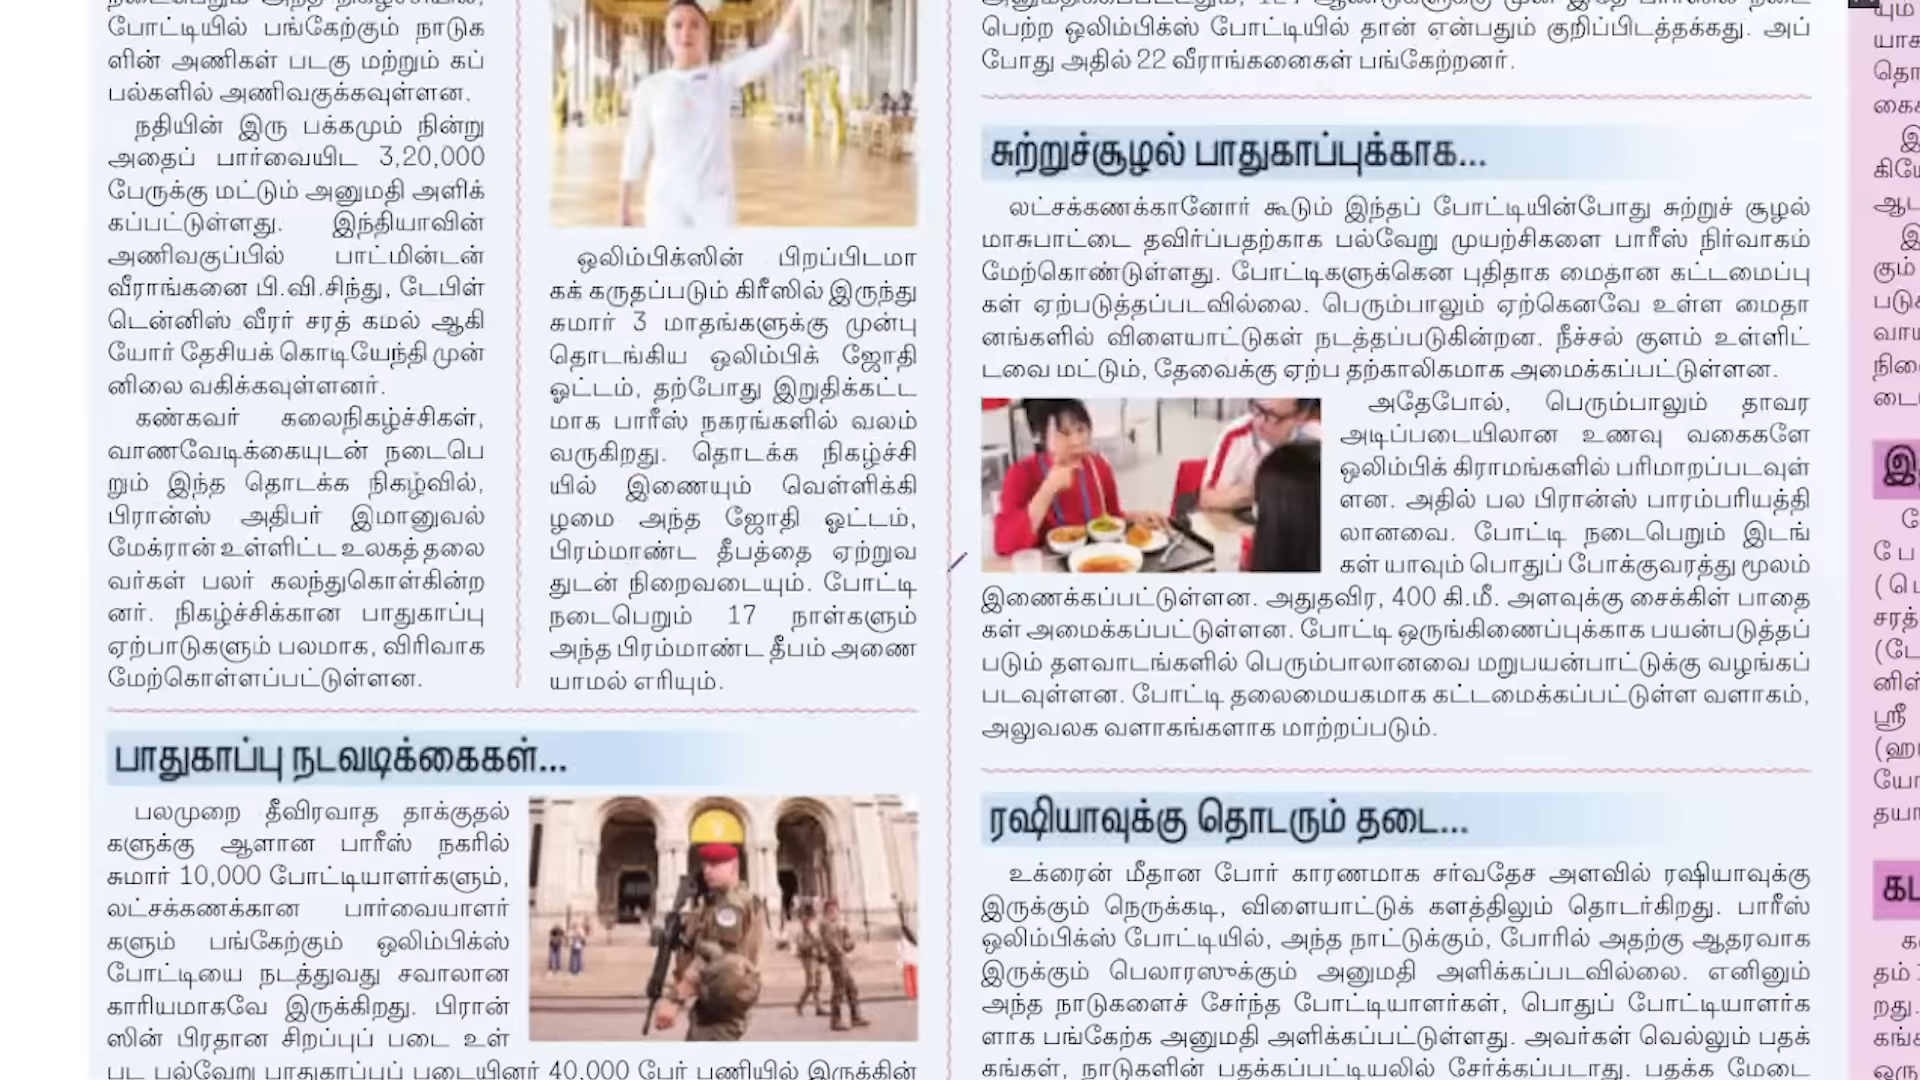 போட்டியில் பங்கேற்கும் நாடுக
ளின் அணிகள் படகு மற்றும் கப்
பல்களில் அணிவகுக்கவுள்ளன.
நதியின் இரு பக்கமும் நின்று
அதைப் பார்வையிட 3,20,000
பேருக்கு மட்டும் அனுமதி அளிக்
கப்பட்டுள்ளது. இந்தியாவின்
அணிவகுப்பில் பாட்மின்டன்
வீராங்கனை பி.வி.சிந்து, டேபிள்
டென்னிஸ் வீரர் சரத் கமல் ஆகி
யோர் தேசியக் கொடியேந்தி முன்
னிலை வகிக்கவுள்ளனர்.
கண்கவர் கலைநிகழ்ச்சிகள்,
வாணவேடிக்கையுடன் நடைபெ
றும் இந்த தொடக்க நிகழ்வில்,
பிரான்ஸ் அதிபர் இமானுவல்
மேக்ரான் உள்ளிட்ட உலகத் தலை
வர்கள் பலர் கலந்துகொள்கின்ற
னர். நிகழ்ச்சிக்கான பாதுகாப்பு
ஏற்பாடுகளும் பலமாக, விரிவாக
மேற்கொள்ளப்பட்டுள்ளன.
ஒலிம்பிக்ஸின் பிறப்பிடமா
கக் கருதப்படும் கிரீஸில் இருந்து
சுமார் 3 மாதங்களுக்கு முன்பு
தொடங்கிய ஒலிம்பிக் ஜோதி
ஓட்டம், தற்போது இறுதிக்கட்ட
மாக பாரீஸ் நகரங்களில் வலம்
வருகிறது. தொடக்க நிகழ்ச்சி
யில் இணையும் வெள்ளிக்கி
ழமை அந்த ஜோதி ஓட்டம்,
பிரம்மாண்ட தீபத்தை ஏற்றுவ
துடன் நிறைவடையும். போட்டி
நடைபெறும் 17 நாள்களும்
அந்த பிரம்மாண்ட தீபம் அணை
யாமல் எரியும்.
பாதுகாப்பு நடவடிக்கைகள்...
பலமுறை தீவிரவாத தாக்குதல்
களுக்கு ஆளான பாரீஸ் நகரில்
சுமார் 10,000 போட்டியாளர்களும்,
லட்சக்கணக்கான பார்வையாளர்
களும் பங்கேற்கும் ஒலிம்பிக்ஸ்
போட்டியை நடத்துவது சவாலான
காரியமாகவே இருக்கிறது. பிரான்
ஸின் பிரதான சிறப்புப் படை உள்
பட பல்வேறு பாதுகாப்புப் படையினர் 40,000 பேர் பணியில் இருக்கின்
பெற்ற ஒலிம்பிக்ஸ் போட்டியில் தான் என்பதும் குறிப்பிடத்தக்கது. அப்
போது அதில் 22 வீராங்கனைகள் பங்கேற்றனர்.
சுற்றுச்சூழல் பாதுகாப்புக்காக...
லட்சக்கணக்கானோர் கூடும் இந்தப் போட்டியின்போது சுற்றுச் சூழல்
மாசுபாட்டை தவிர்ப்பதற்காக பல்வேறு முயற்சிகளை பாரீஸ் நிர்வாகம்
மேற்கொண்டுள்ளது. போட்டிகளுக்கென புதிதாக மைதான கட்டமைப்பு
கள் ஏற்படுத்தப்படவில்லை. பெரும்பாலும் ஏற்கெனவே உள்ள மைதா
னங்களில் விளையாட்டுகள் நடத்தப்படுகின்றன. நீச்சல் குளம் உள்ளிட்
டவை மட்டும், தேவைக்கு ஏற்ப தற்காலிகமாக அமைக்கப்பட்டுள்ளன.
அதேபோல், பெரும்பாலும் தாவர
அடிப்படையிலான உணவு வகைகளே
ஒலிம்பிக் கிராமங்களில் பரிமாறப்படவுள்
ளன. அதில் பல பிரான்ஸ் பாரம்பரியத்தி
லானவை. போட்டி நடைபெறும் இடங்
கள் யாவும் பொதுப் போக்குவரத்து மூலம்
இணைக்கப்பட்டுள்ளன. அதுதவிர, 400 கி.மீ. அளவுக்கு சைக்கிள் பாதை
கள் அமைக்கப்பட்டுள்ளன. போட்டி ஒருங்கிணைப்புக்காக பயன்படுத்தப்
படும் தளவாடங்களில் பெரும்பாலானவை மறுபயன்பாட்டுக்கு வழங்கப்
படவுள்ளன. போட்டி தலைமையகமாக கட்டமைக்கப்பட்டுள்ள வளாகம்,
அலுவலக வளாகங்களாக மாற்றப்படும்.
ரஷியாவுக்கு தொடரும் தடை...
உக்ரைன் மீதான போர் காரணமாக சர்வதேச அளவில் ரஷியாவுக்கு
இருக்கும் நெருக்கடி, விளையாட்டுக் களத்திலும் தொடர்கிறது. பாரீஸ்
ஒலிம்பிக்ஸ் போட்டியில், அந்த நாட்டுக்கும், போரில் அதற்கு ஆதரவாக
இருக்கும் பெலாரஸுக்கும் அனுமதி அளிக்கப்படவில்லை. எனினும்
அந்த நாடுகளைச் சேர்ந்த போட்டியாளர்கள், பொதுப் போட்டியாளர்க
ளாக பங்கேற்க அனுமதி அளிக்கப்பட்டுள்ளது. அவர்கள் வெல்லும் பதக்
கங்கள், நாடுகளின் பதக்கப்பட்டியலில் சேர்க்கப்படாது. பதக்க மேடை